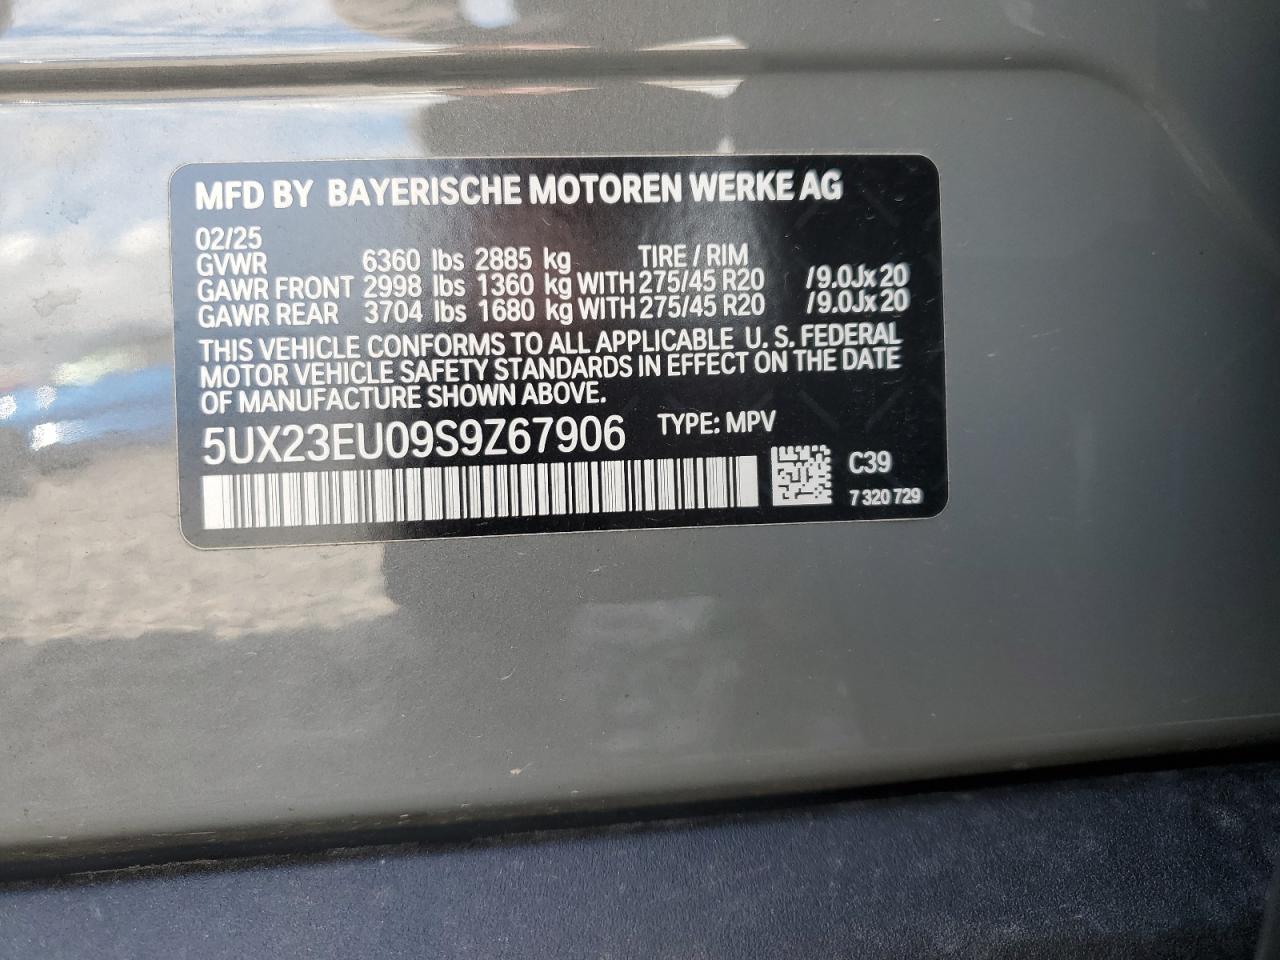 MFD BY BAYERISCHE MOTOREN WERKE AG
02/25
GVWR 6360 lbs 2885 kg TIRE / RIM
GAWR FRONT 2998 lbs 1360 kg WITH 275/45 R20 /9.0Jx20
GAWR REAR 3704 lbs 1680 kg WITH 275/45 R20 /9.0Jx20
THIS VEHICLE CONFORMS TO ALL APPLICABLE U. S. FEDERAL
MOTOR VEHICLE SAFETY STANDARDS IN EFFECT ON THE DATE
OF MANUFACTURE SHOWN ABOVE.
5UX23EU09S9Z67906 TYPE: MPV
C39
7 320 729